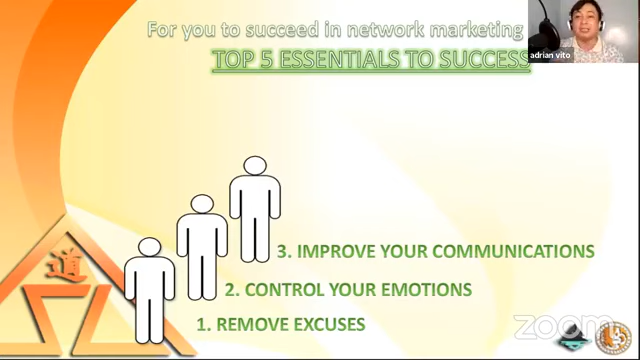 For you to succeed in network marketing
TOP 5 ESSENTIALS TO SUCCESS
adrian vito
3. IMPROVE YOUR COMMUNICATIONS
2. CONTROL YOUR EMOTIONS
1. REMOVE EXCUSES
道
zoom